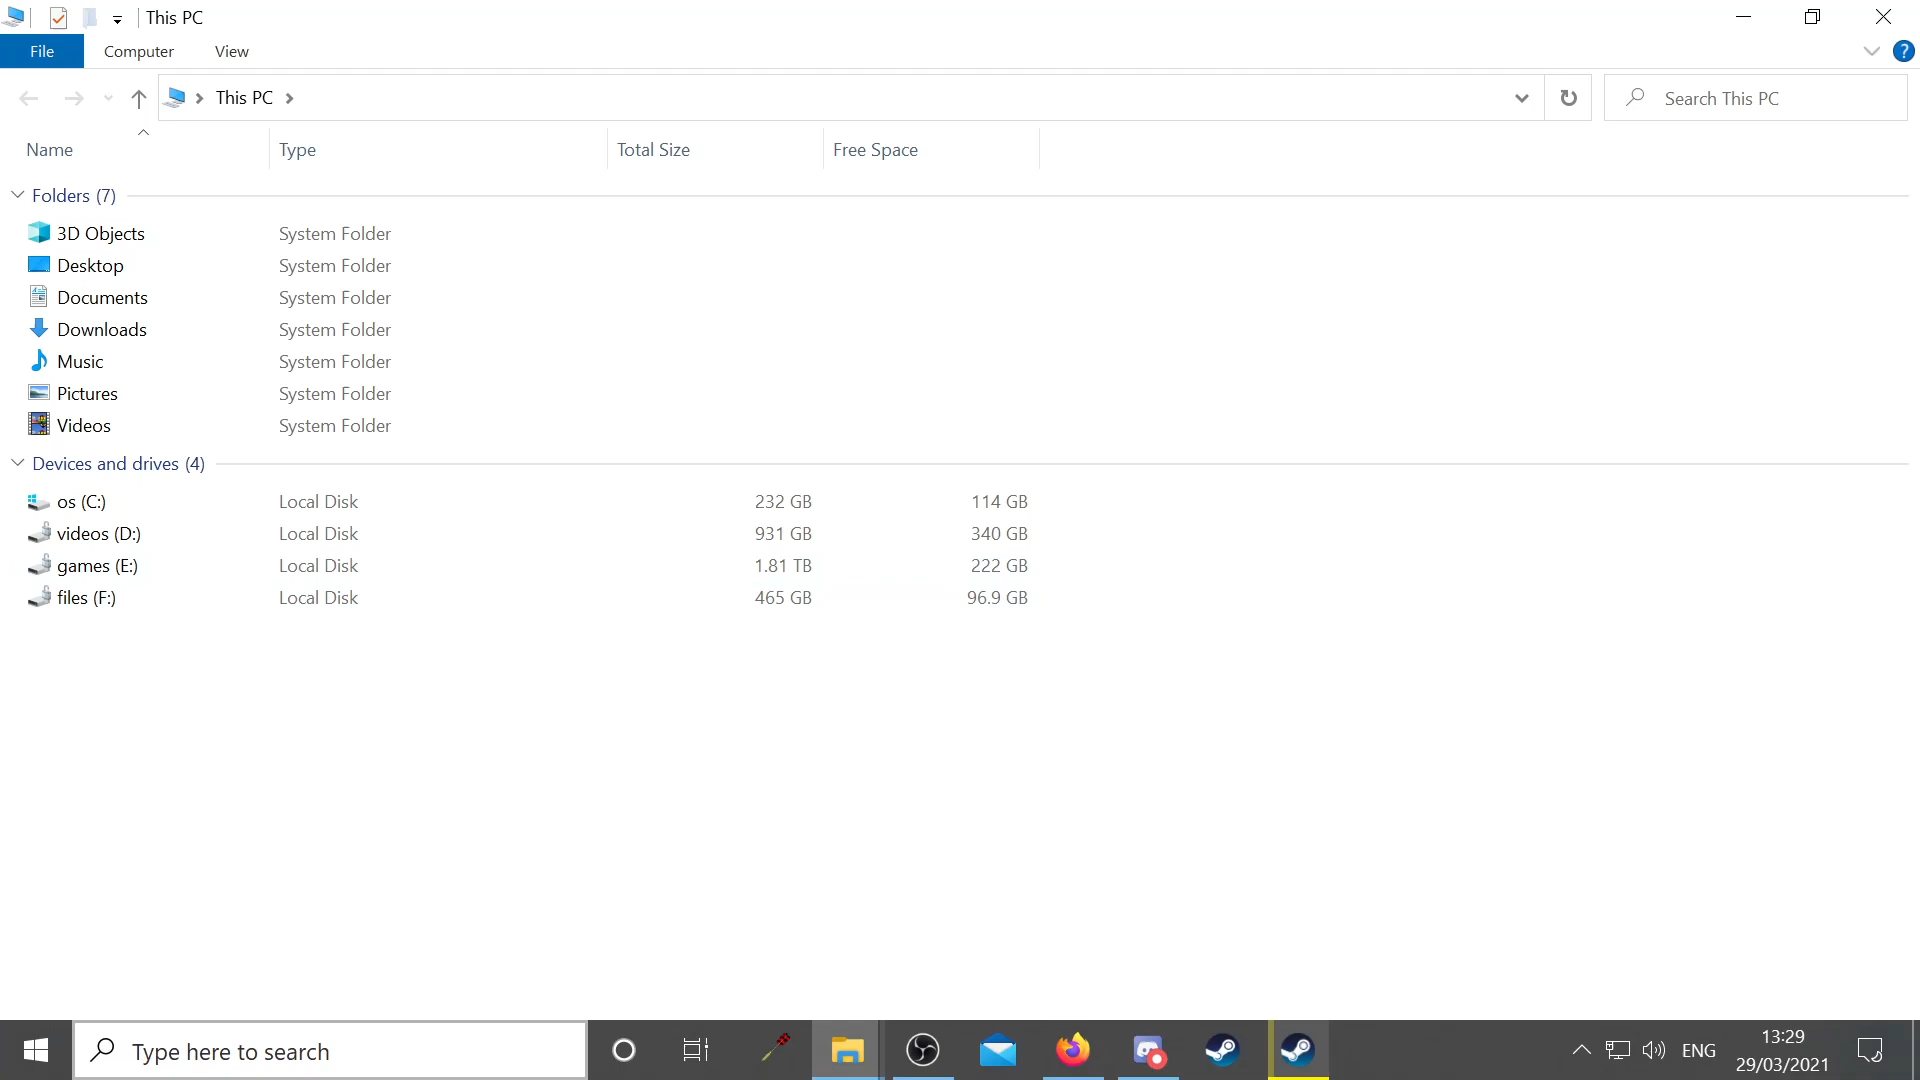 This PC
File Computer View
This PC
Search This PC
Name Type Total Size Free Space
Folders (7)
3D Objects System Folder
Desktop System Folder
Documents System Folder
Downloads System Folder
Music System Folder
Pictures System Folder
Videos System Folder
Devices and drives (4)
os (C:) Local Disk 232 GB 114 GB
videos (D:) Local Disk 931 GB 340 GB
games (E:) Local Disk 1.81 TB 222 GB
files (F:) Local Disk 465 GB 96.9 GB
Type here to search
ENG
13:29
29/03/2021